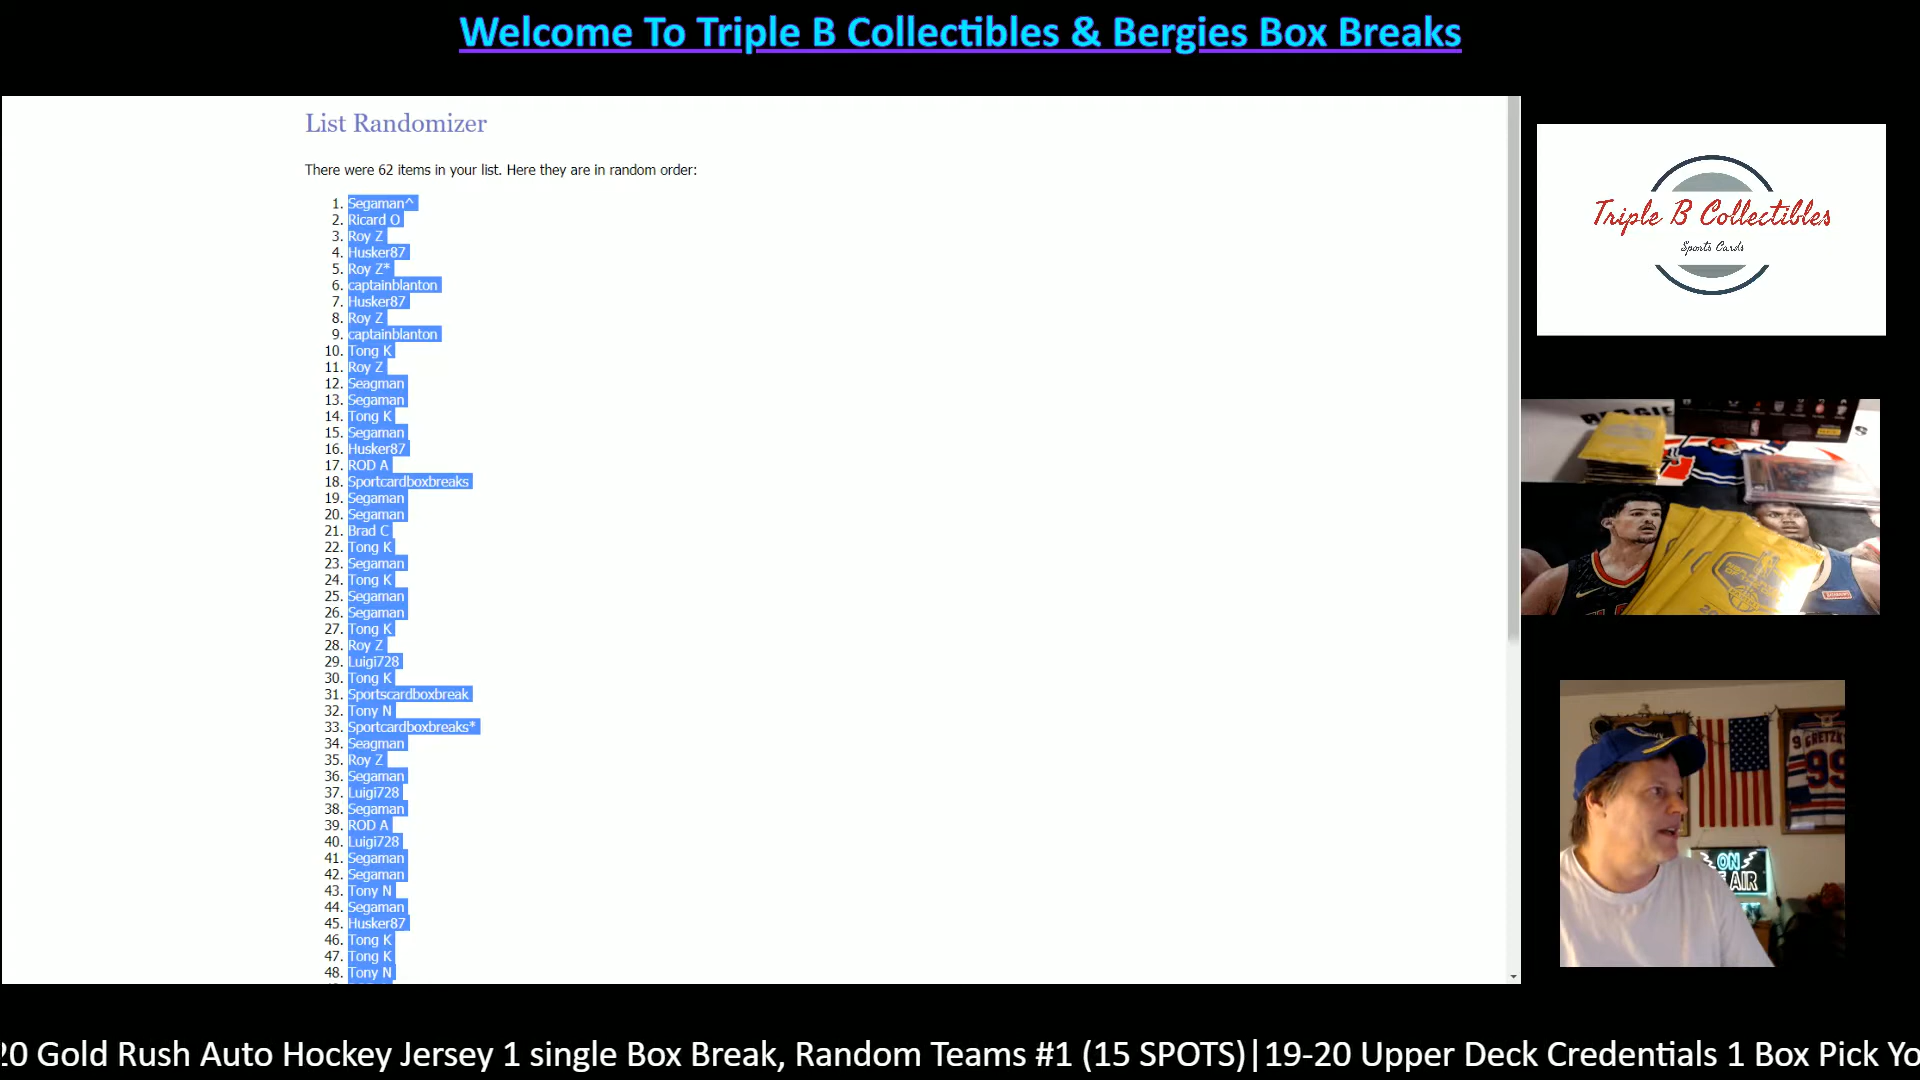 Welcome To Triple B Collectibles & Bergies Box Breaks
List Randomizer
There were 62 items in your list. Here they are in random order:
1. Segaman^
2. Ricard O
3. Roy Z
4. Husker87
5. Roy Z*
6. captainblanton
7. Husker87
8. Roy Z
9. captainblanton
10. Tong K
11. Roy Z
12. Seagman
13. Segaman
14. Tong K
15. Segaman
16. Husker87
17. ROD A
18. Sportcardboxbreaks
19. Segaman
20. Segaman
21. Brad C
22. Tong K
23. Segaman
24. Tong K
25. Segaman
26. Segaman
27. Tong K
28. Roy Z
29. Luigi728
30. Tong K
31. Sportscardboxbreak
32. Tony N
33. Sportcardboxbreaks*
34. Seagman
35. Roy Z
36. Segaman
37. Luigi728
38. Segaman
39. ROD A
40. Luigi728
41. Segaman
42. Segaman
43. Tony N
44. Segaman
45. Husker87
46. Tong K
47. Tong K
48. Tony N
Triple B Collectibles
Sports Cards
9 GRETZK
99
ON
AIR
20 Gold Rush Auto Hockey Jersey 1 single Box Break, Random Teams #1 (15 SPOTS)|19-20 Upper Deck Credentials 1 Box Pick Yo